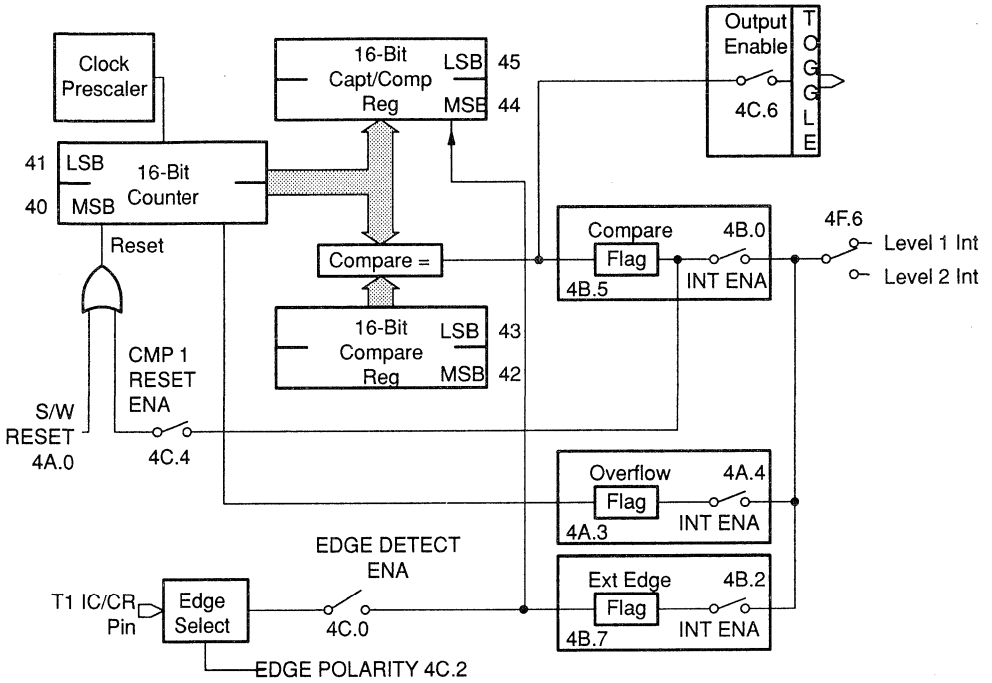 Output
Enable
TOGGLE
4C.6
Clock
Prescaler
16-Bit
Capt/Comp
Reg
LSB 45
MSB 44
41 LSB
40 MSB
16-Bit
Counter
Reset
Compare =
Compare
Flag
4B.5
4B.0
INT ENA
4F.6
Level 1 Int
Level 2 Int
16-Bit
Compare
Reg
LSB 43
MSB 42
CMP 1
RESET
ENA
S/W
RESET
4A.0
4C.4
Overflow
Flag
4A.3
4A.4
INT ENA
EDGE DETECT
ENA
4C.0
T1 IC/CR
Pin
Edge
Select
EDGE POLARITY 4C.2
Ext Edge
Flag
4B.7
4B.2
INT ENA